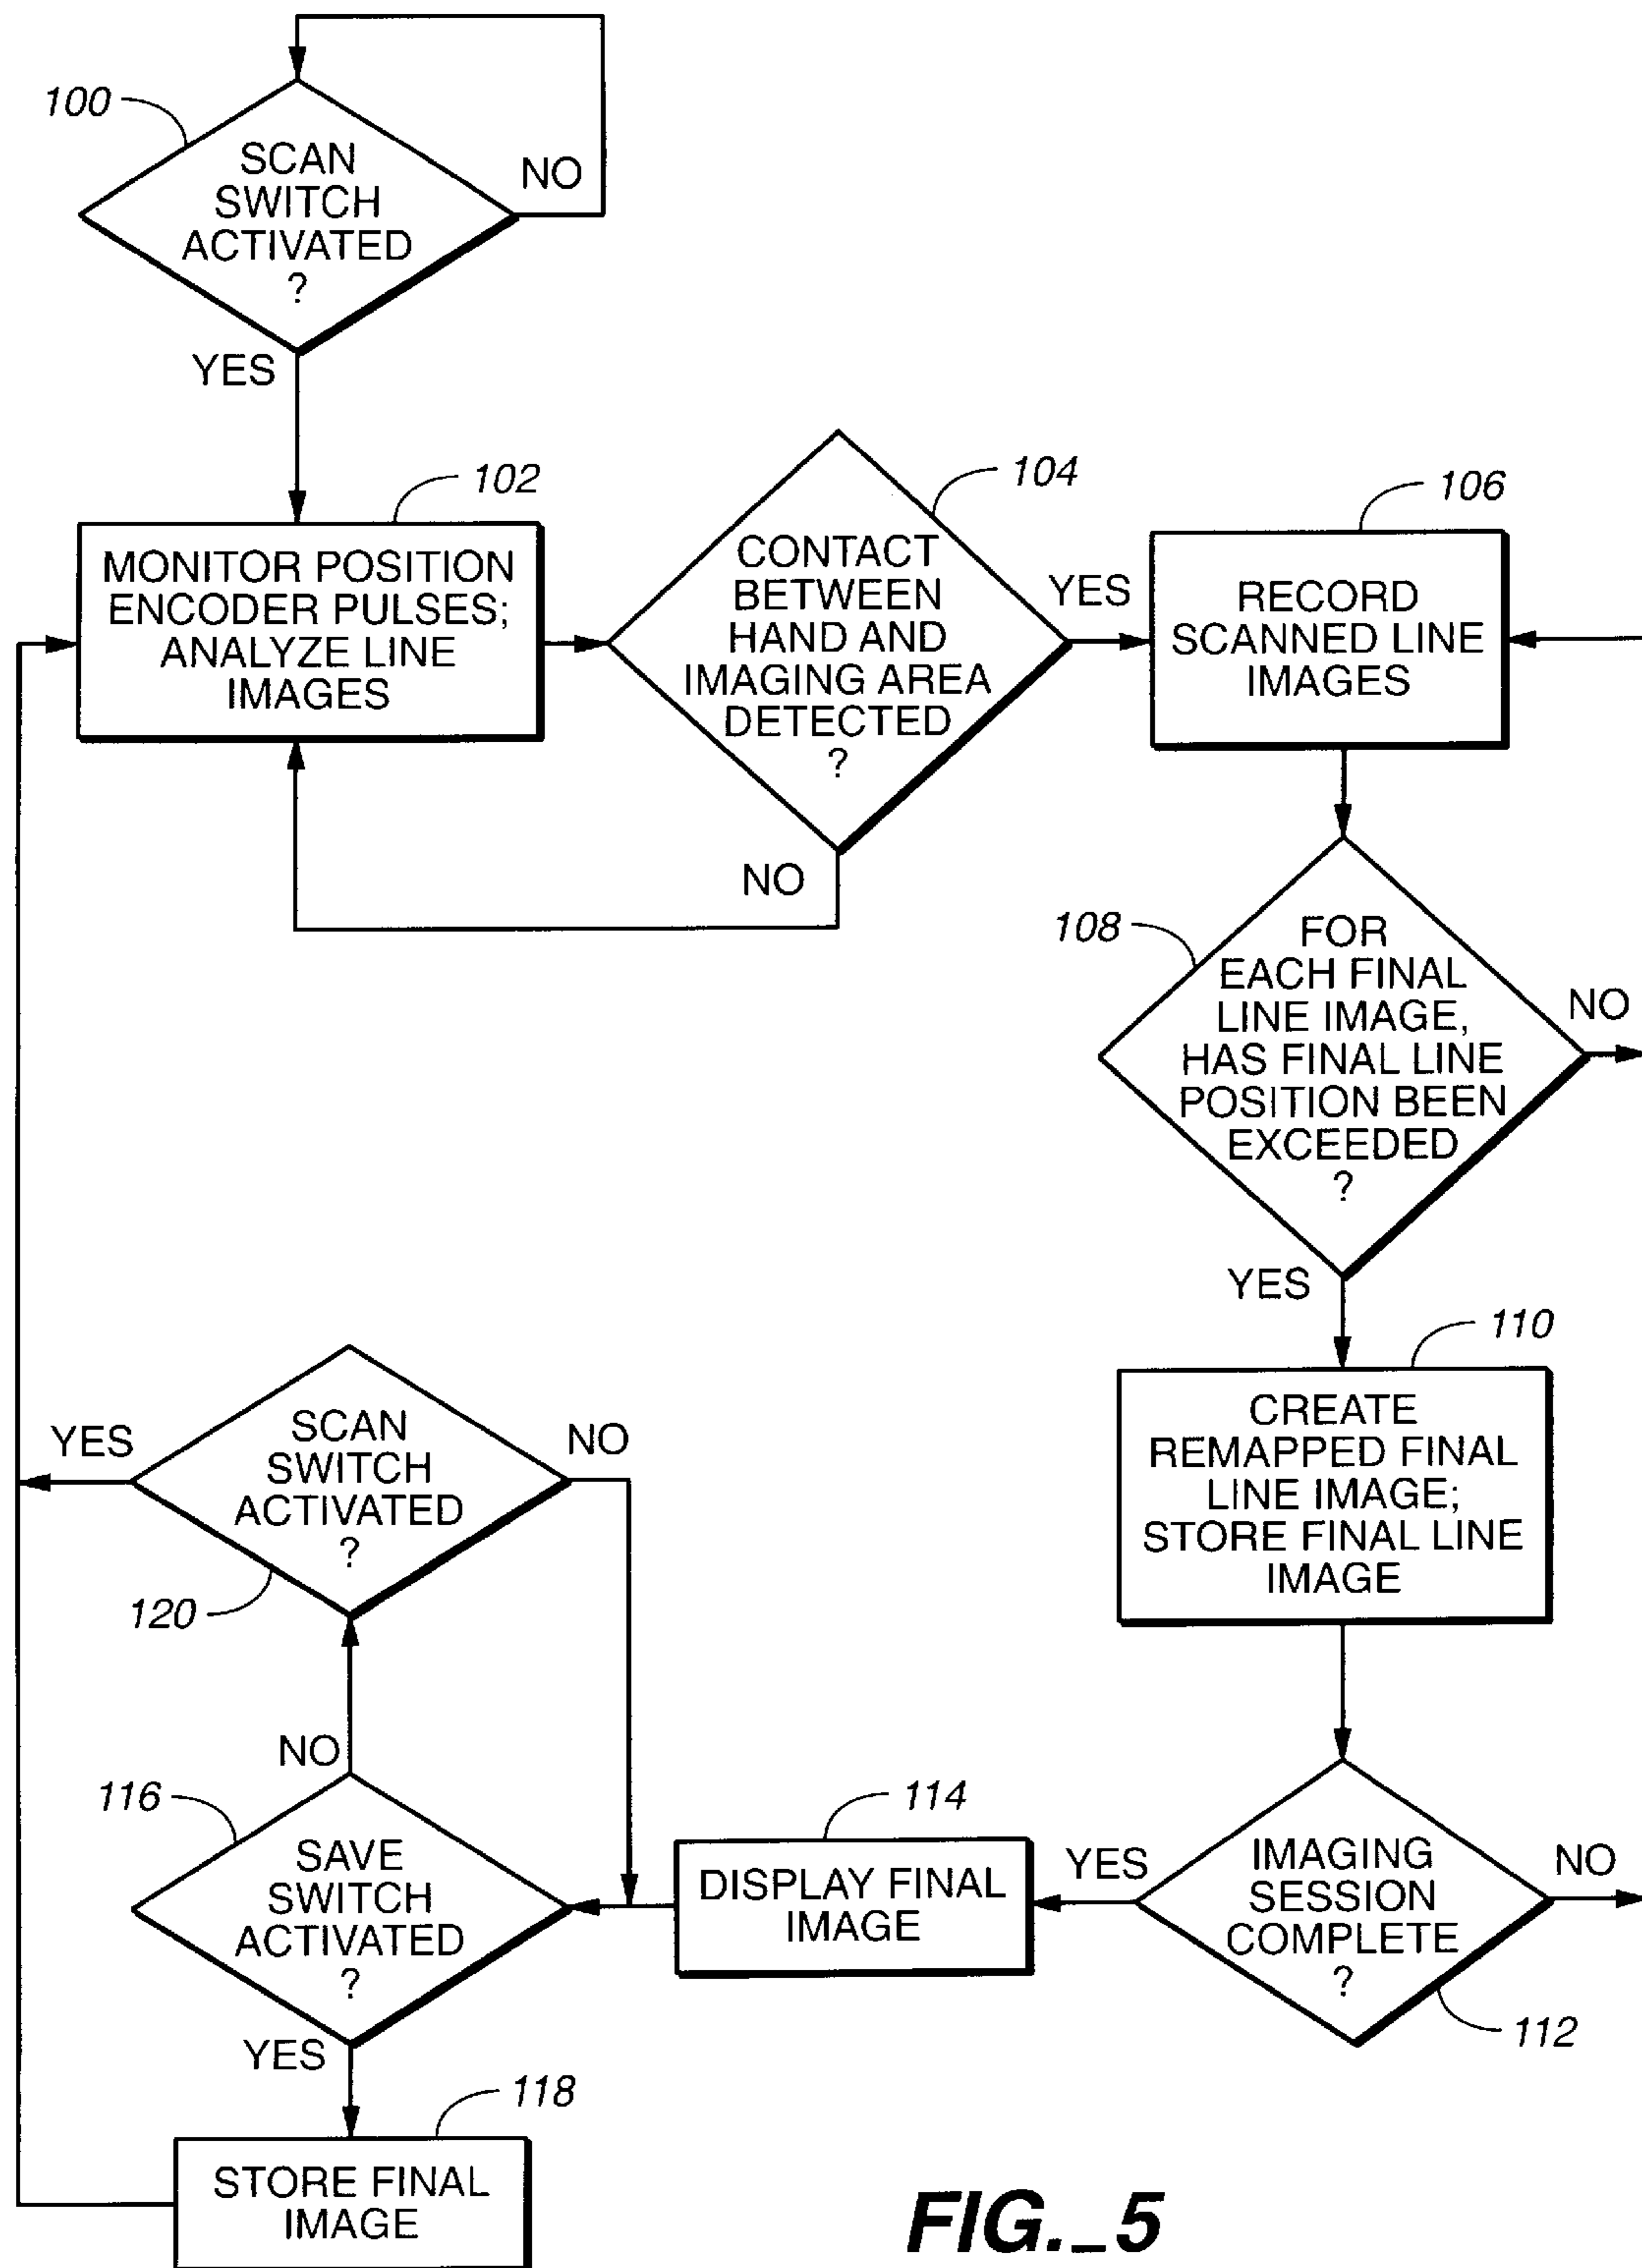 100
SCAN
SWITCH
ACTIVATED
?
NO
YES
102
MONITOR POSITION
ENCODER PULSES;
ANALYZE LINE
IMAGES
104
CONTACT
BETWEEN
HAND AND
IMAGING AREA
DETECTED
?
YES
NO
106
RECORD
SCANNED LINE
IMAGES
108
FOR
EACH FINAL
LINE IMAGE,
HAS FINAL LINE
POSITION BEEN
EXCEEDED
?
NO
YES
110
CREATE
REMAPPED FINAL
LINE IMAGE;
STORE FINAL LINE
IMAGE
IMAGING
SESSION
COMPLETE
?
NO
YES
112
114
DISPLAY FINAL
IMAGE
116
SAVE
SWITCH
ACTIVATED
?
NO
YES
SCAN
SWITCH
ACTIVATED
?
YES
NO
120
118
STORE FINAL
IMAGE
FIG._5